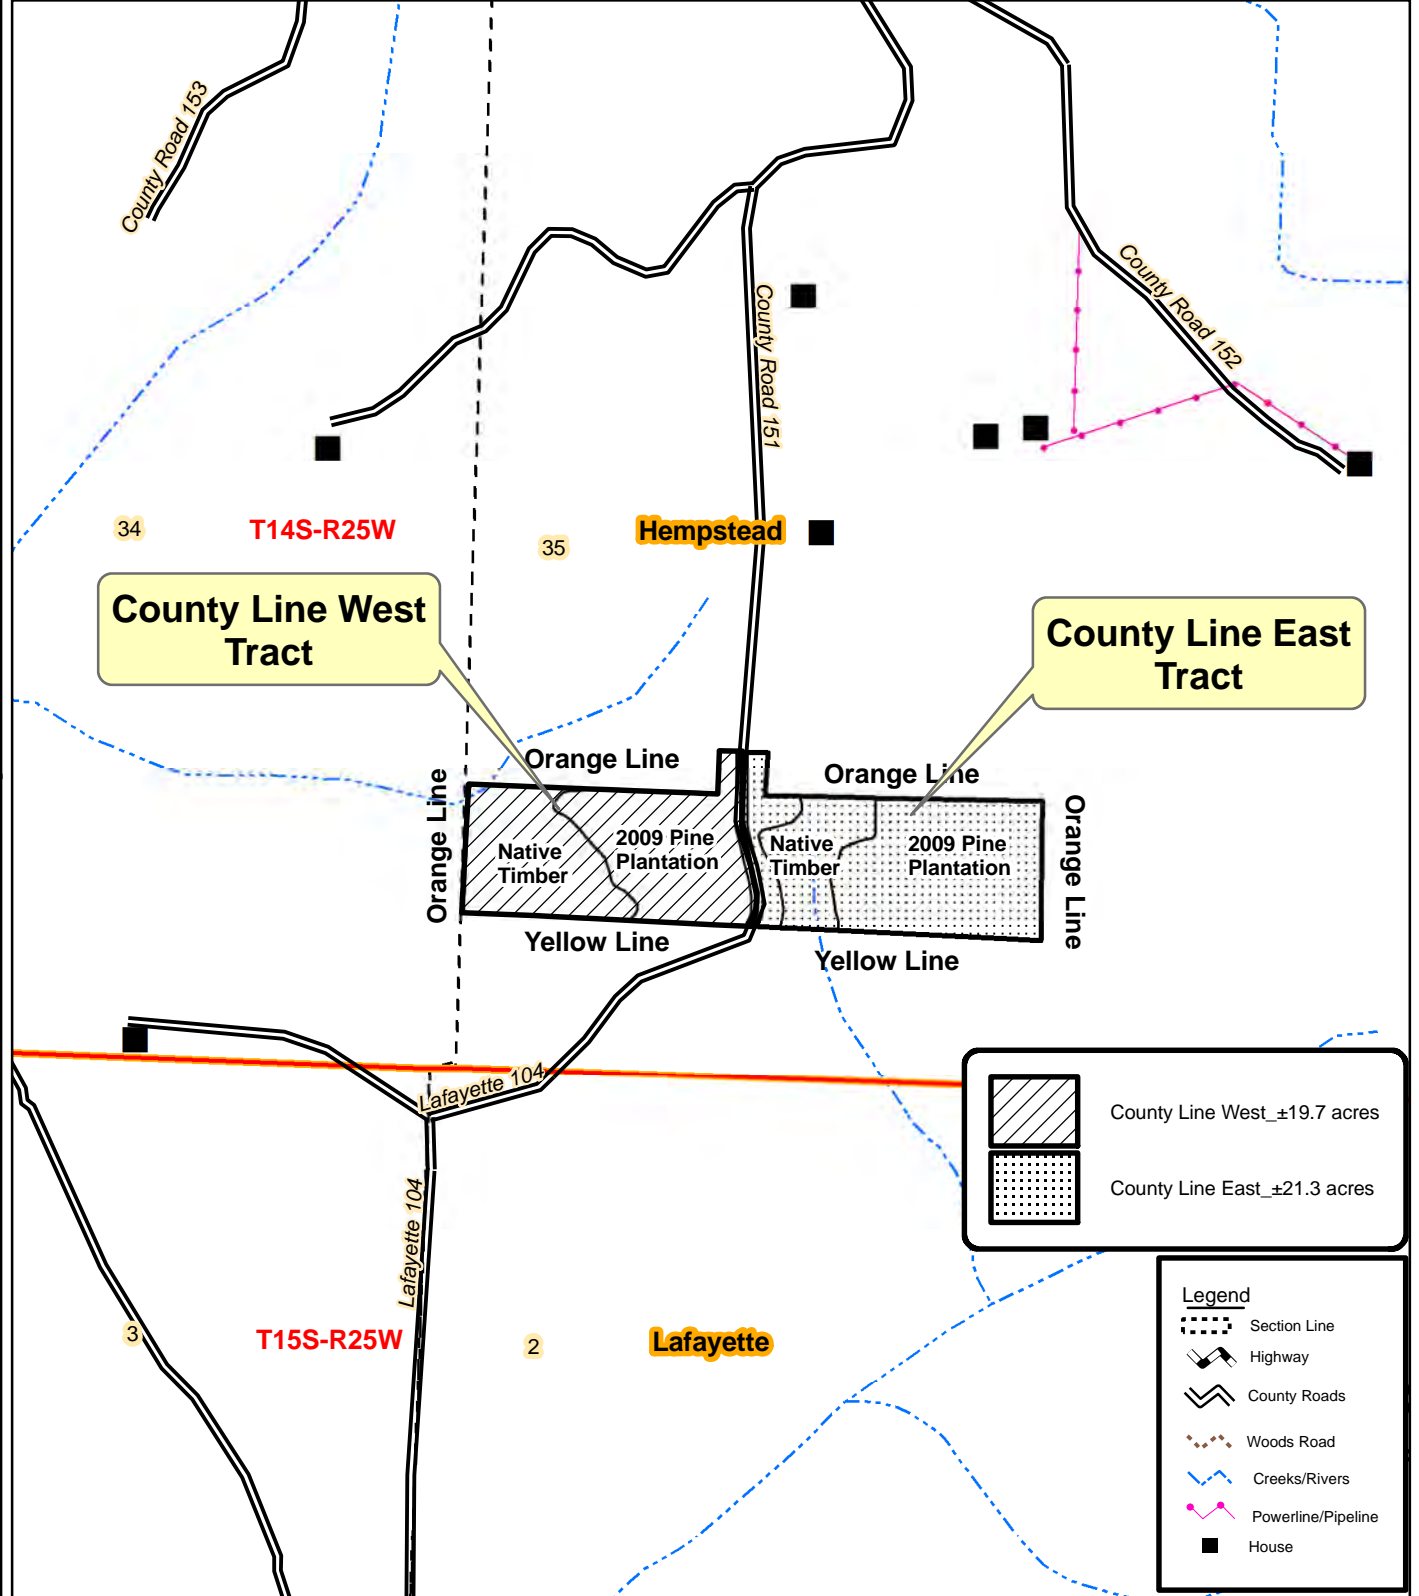 County Road 153
County Road 151
County Road 152
34
T14S-R25W
35
Hempstead
County Line West
Tract
County Line East
Tract
Orange Line
Orange Line
Orange Line
Orange Line
Native
Timber
2009 Pine
Plantation
Native
Timber
2009 Pine
Plantation
Yellow Line
Yellow Line
Lafayette 104
Lafayette 104
County Line West_±19.7 acres
County Line East_±21.3 acres
3
T15S-R25W
2
Lafayette
Legend
Section Line
Highway
County Roads
Woods Road
Creeks/Rivers
Powerline/Pipeline
House